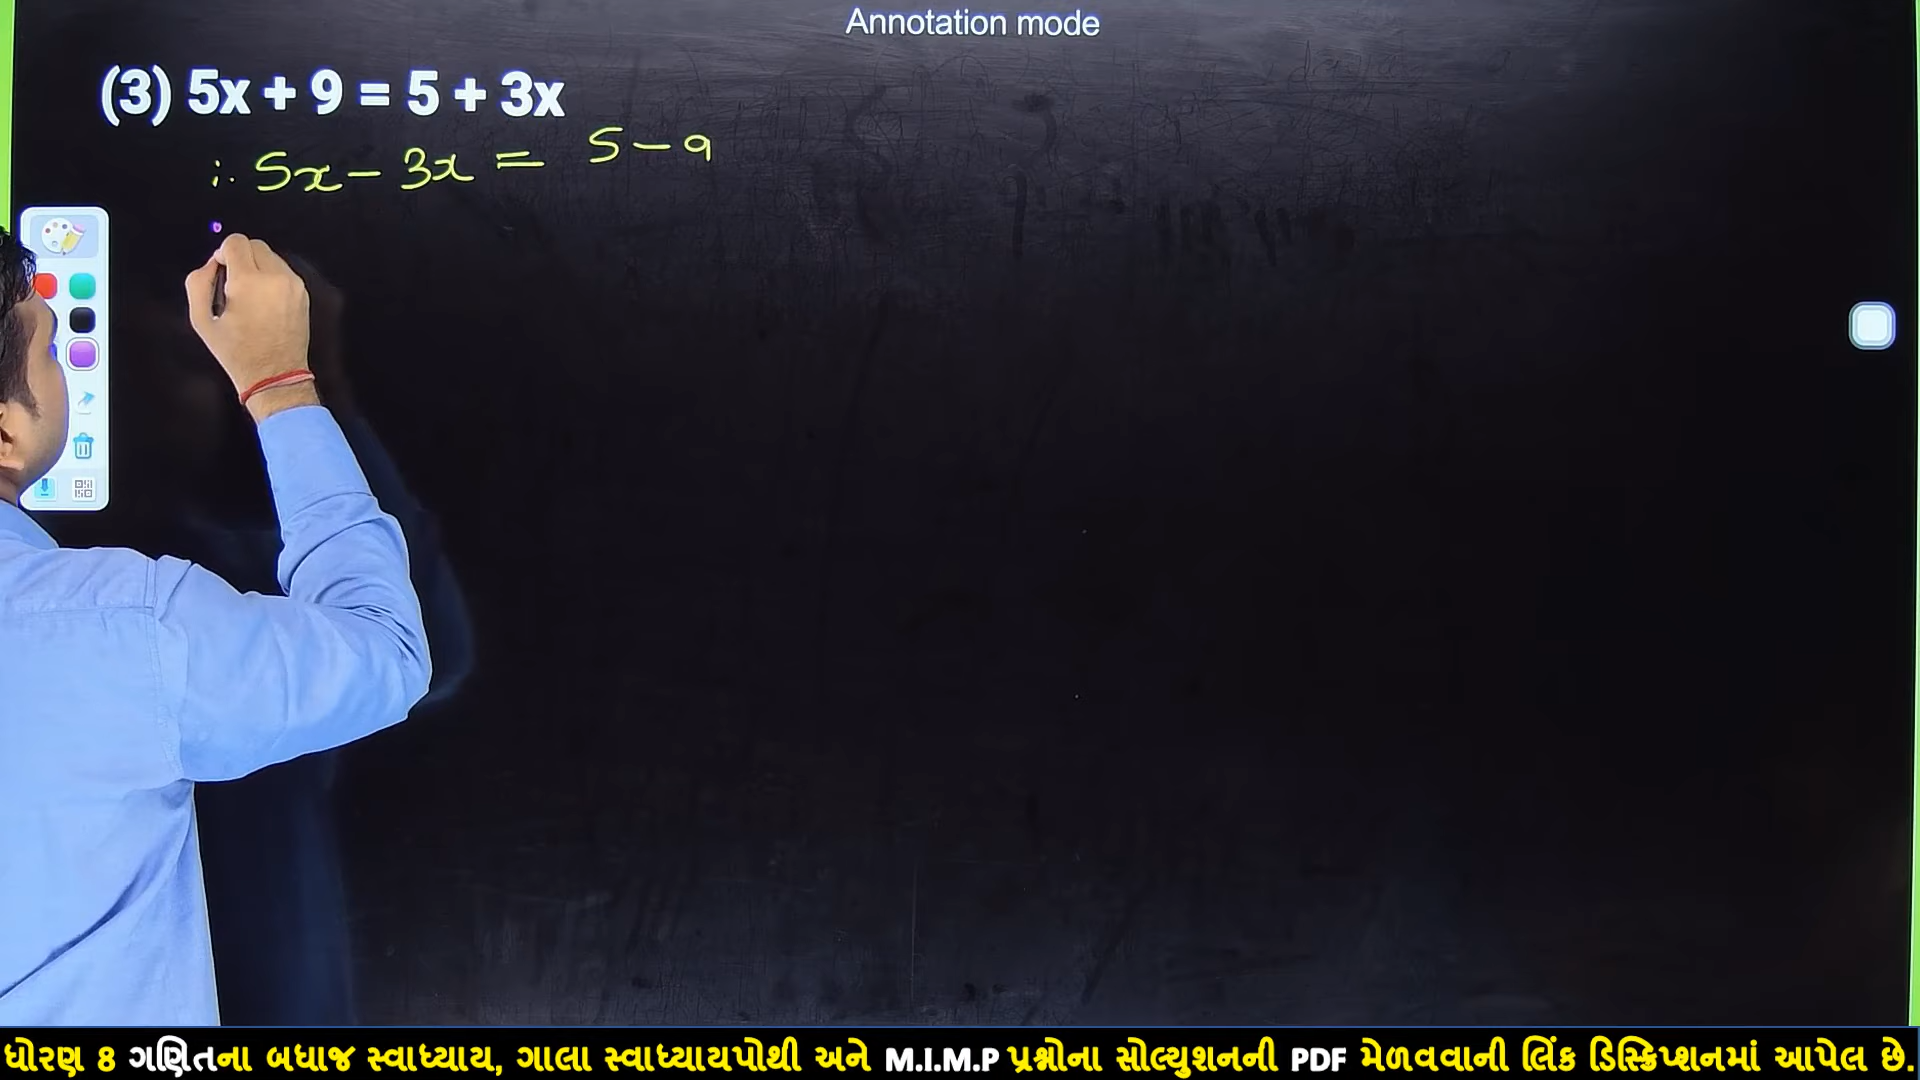 Annotation mode
(3) 5x + 9 = 5 + 3x
∴ 5x - 3x = 5 - 9
ધોરણ 8 ગણિતના બધાજ સ્વાધ્યાય, ગાલા સ્વાધ્યાયપોથી અને M.I.M.P પ્રશ્નોના સોલ્યુશનની PDF મેળવવાની લિંક ડિસ્ક્રિપ્શનમાં આપેલ છે.